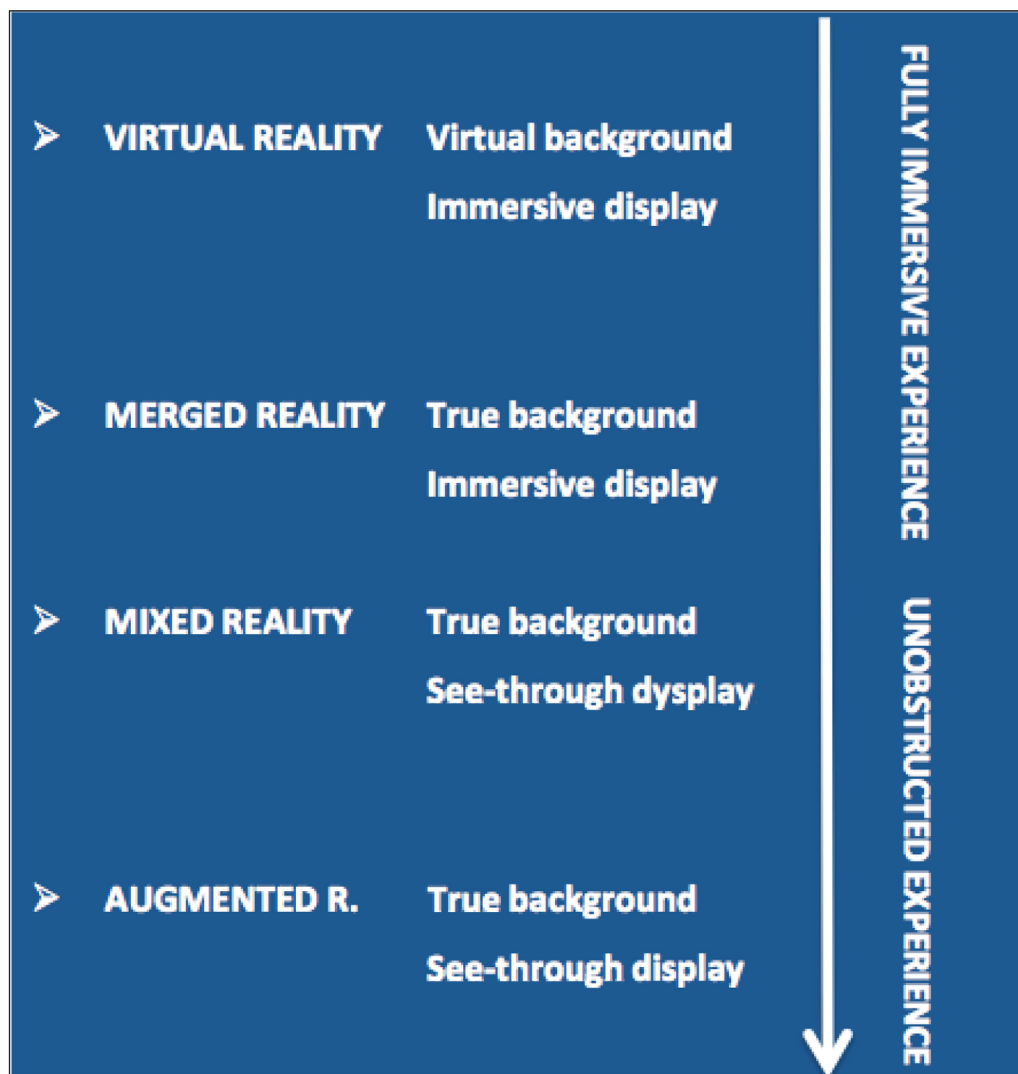 ➢ VIRTUAL REALITY Virtual background
Immersive display
➢ MERGED REALITY True background
Immersive display
➢ MIXED REALITY True background
See-through dysplay
➢ AUGMENTED R. True background
See-through display
FULLY IMMERSIVE EXPERIENCE
UNOBSTRUCTED EXPERIENCE